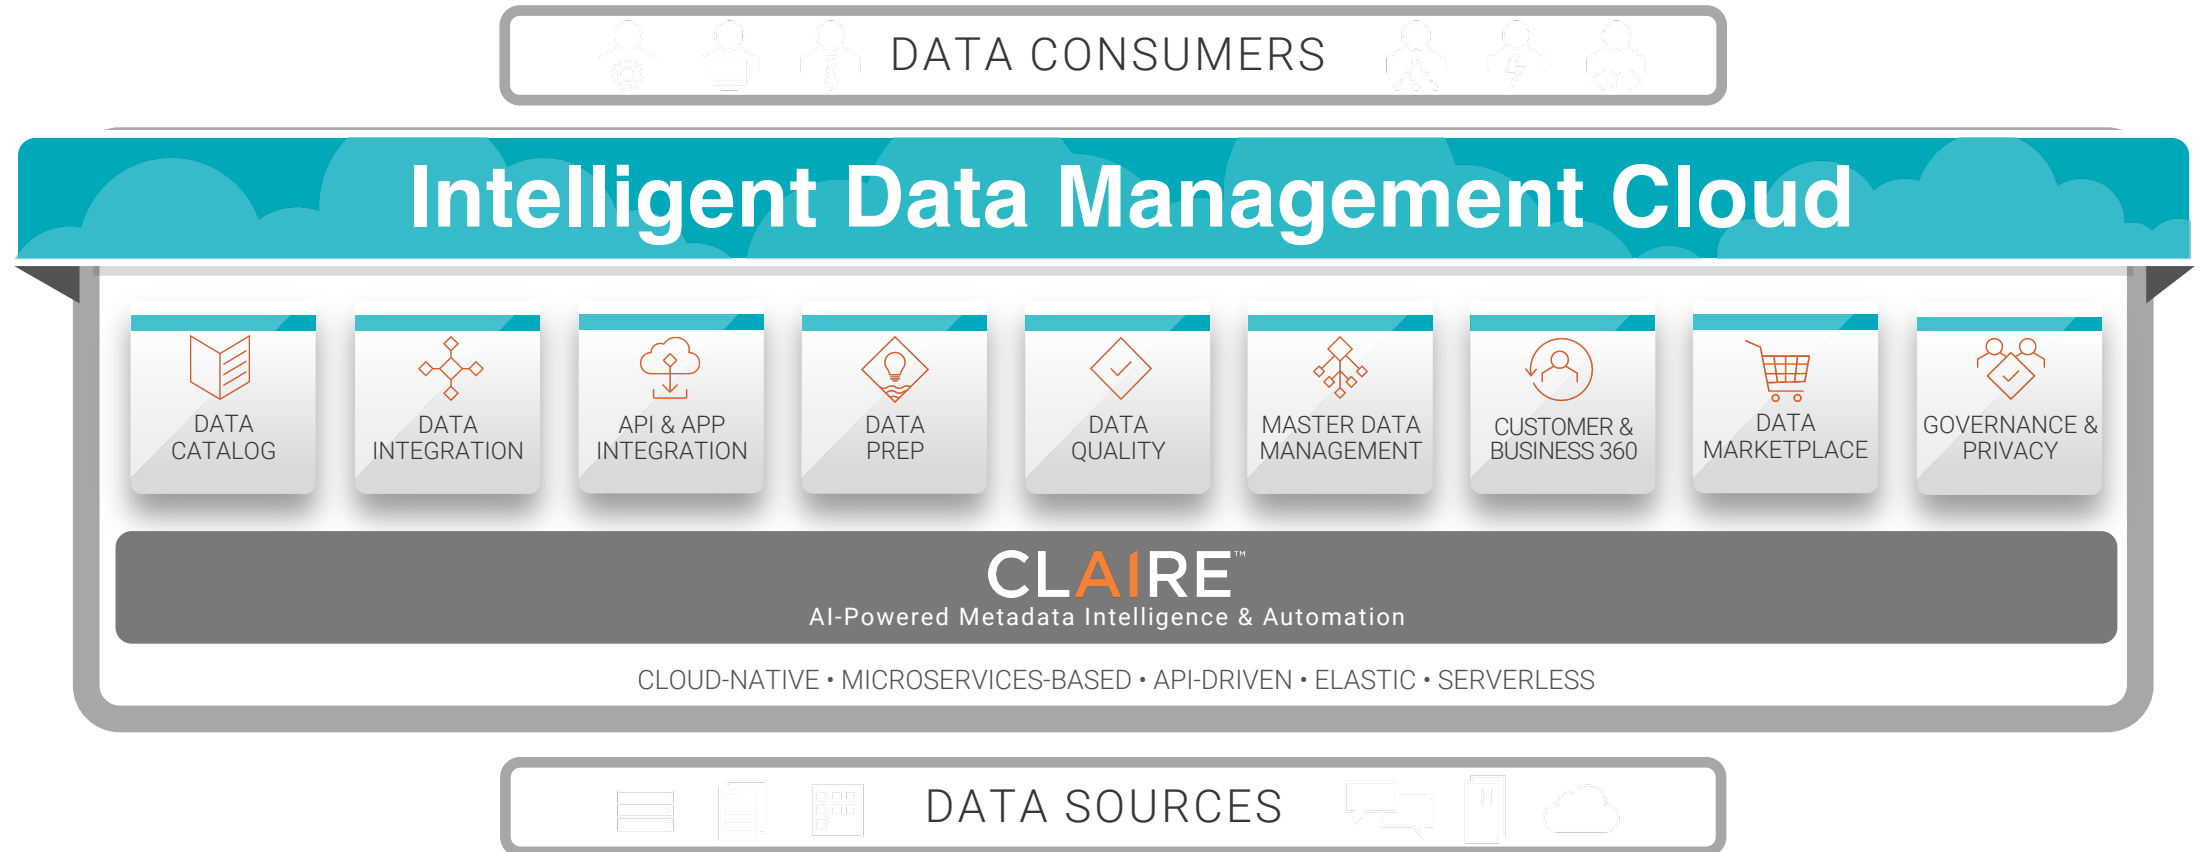 DATA CONSUMERS
Intelligent Data Management Cloud
DATA
CATALOG
DATA
INTEGRATION
API & APP
INTEGRATION
DATA
PREP
DATA
QUALITY
MASTER DATA
MANAGEMENT
CUSTOMER &
BUSINESS 360
DATA
MARKETPLACE
GOVERNANCE &
PRIVACY
CLAIRE™
AI-Powered Metadata Intelligence & Automation
CLOUD-NATIVE • MICROSERVICES-BASED • API-DRIVEN • ELASTIC • SERVERLESS
DATA SOURCES